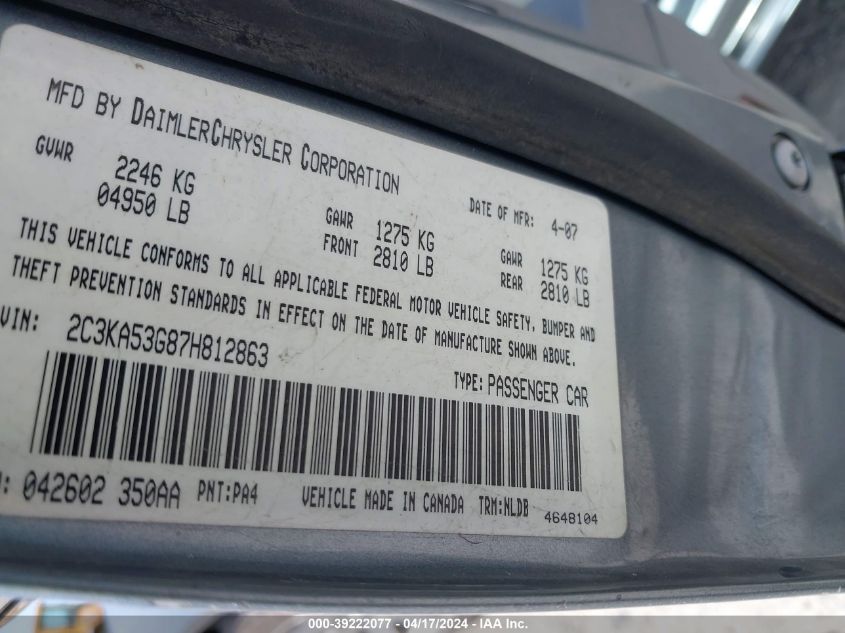 MFD BY DAIMLERCHRYSLER CORPORATION
DATE OF MFR: 4-07
GVWR 2246 KG
04950 LB
GAWR FRONT 1275 KG
2810 LB
GAWR REAR 1275 KG
2810 LB
THIS VEHICLE CONFORMS TO ALL APPLICABLE FEDERAL MOTOR VEHICLE SAFETY, BUMPER AND
THEFT PREVENTION STANDARDS IN EFFECT ON THE DATE OF MANUFACTURE SHOWN ABOVE.
VIN: 2C3KA53G87H812863
TYPE: PASSENGER CAR
: 042602 350AA PNT:PA4 VEHICLE MADE IN CANADA TRM:NLDB
4648104
000-39222077 - 04/17/2024 - IAA Inc.